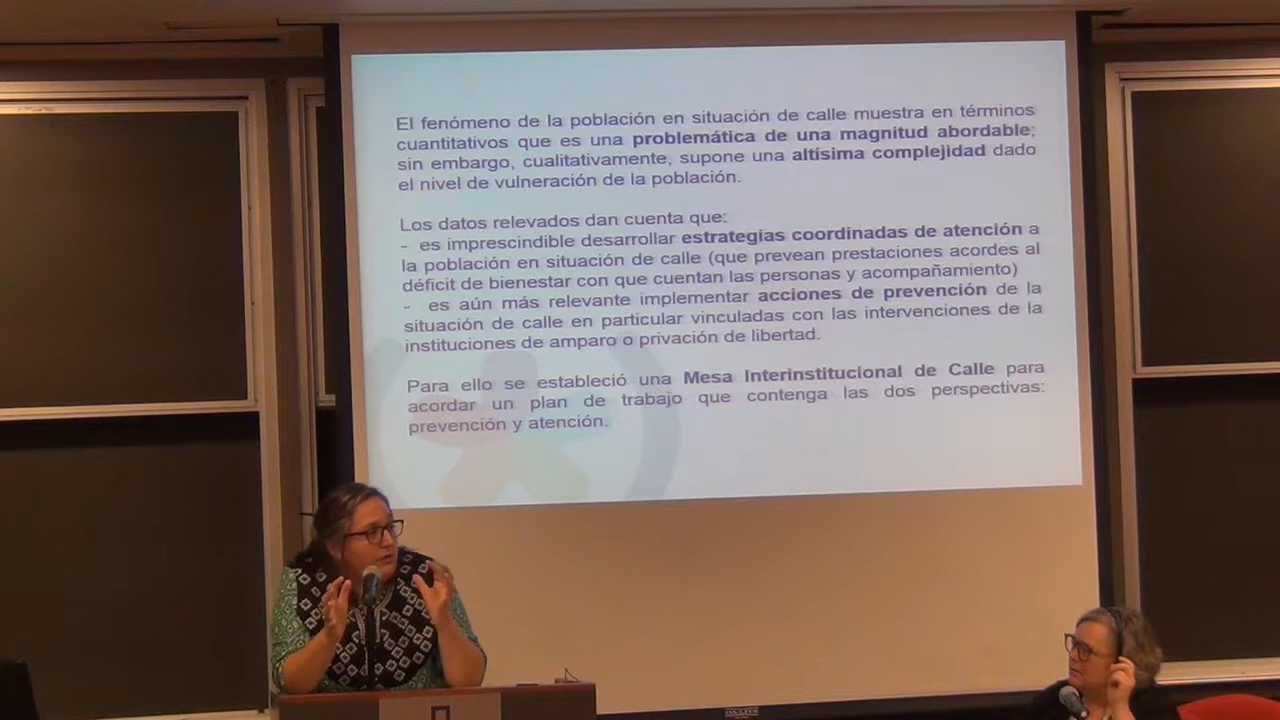 El fenómeno de la población en situación de calle muestra en términos
cuantitativos que es una problemática de una magnitud abordable;
sin embargo, cualitativamente, supone una altísima complejidad dado
el nivel de vulneración de la población.
Los datos relevados dan cuenta que:
- es imprescindible desarrollar estrategias coordinadas de atención a
la población en situación de calle (que prevean prestaciones acordes al
déficit de bienestar con que cuentan las personas y acompañamiento)
- es aún más relevante implementar acciones de prevención de la
situación de calle en particular vinculadas con las intervenciones de la
instituciones de amparo o privación de libertad.
Para ello se estableció una Mesa Interinstitucional de Calle para
acordar un plan de trabajo que contenga las dos perspectivas:
prevención y atención.
DA-LITE